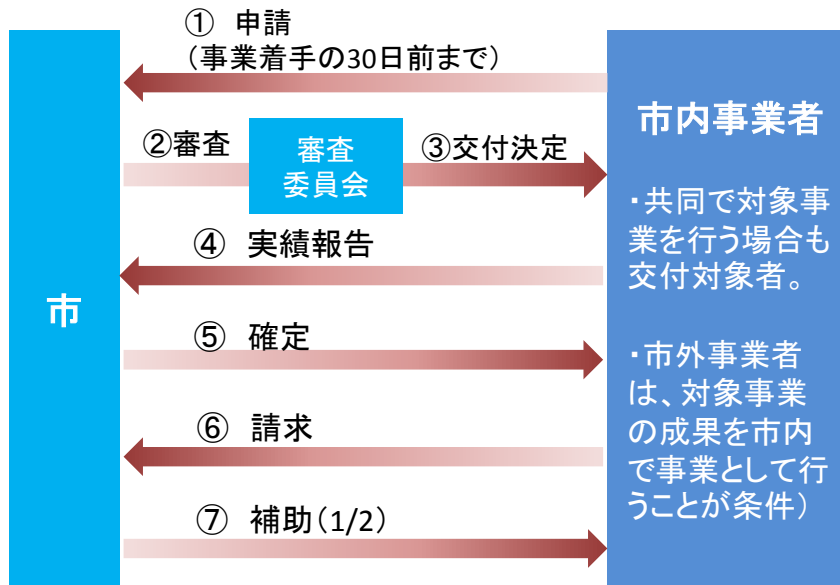 ① 申請
（事業着手の30日前まで）
②審査
審査
委員会
③交付決定
④ 実績報告
市
⑤ 確定
⑥ 請求
⑦ 補助（1/2）
市内事業者
・共同で対象事
業を行う場合も
交付対象者。
・市外事業者
は、対象事業
の成果を市内
で事業として行
うことが条件）